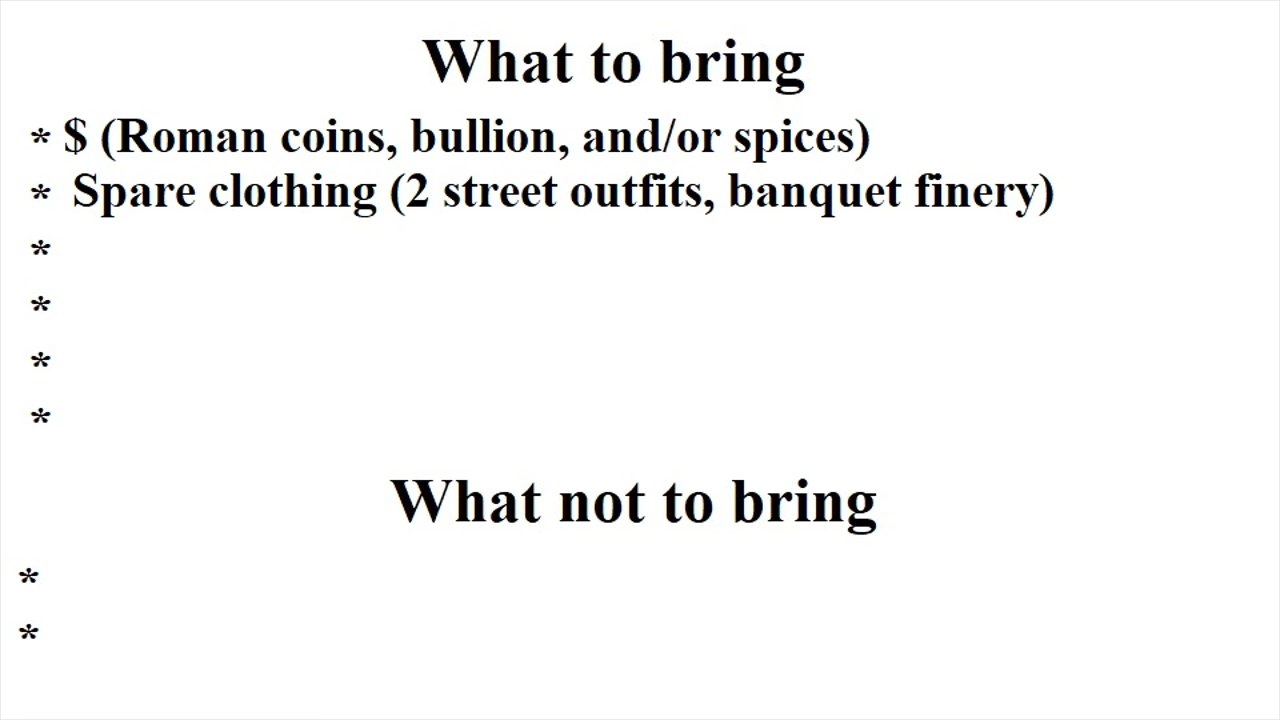 What to bring
* $ (Roman coins, bullion, and/or spices)
* Spare clothing (2 street outfits, banquet finery)
*
*
*
*
What not to bring
*
*